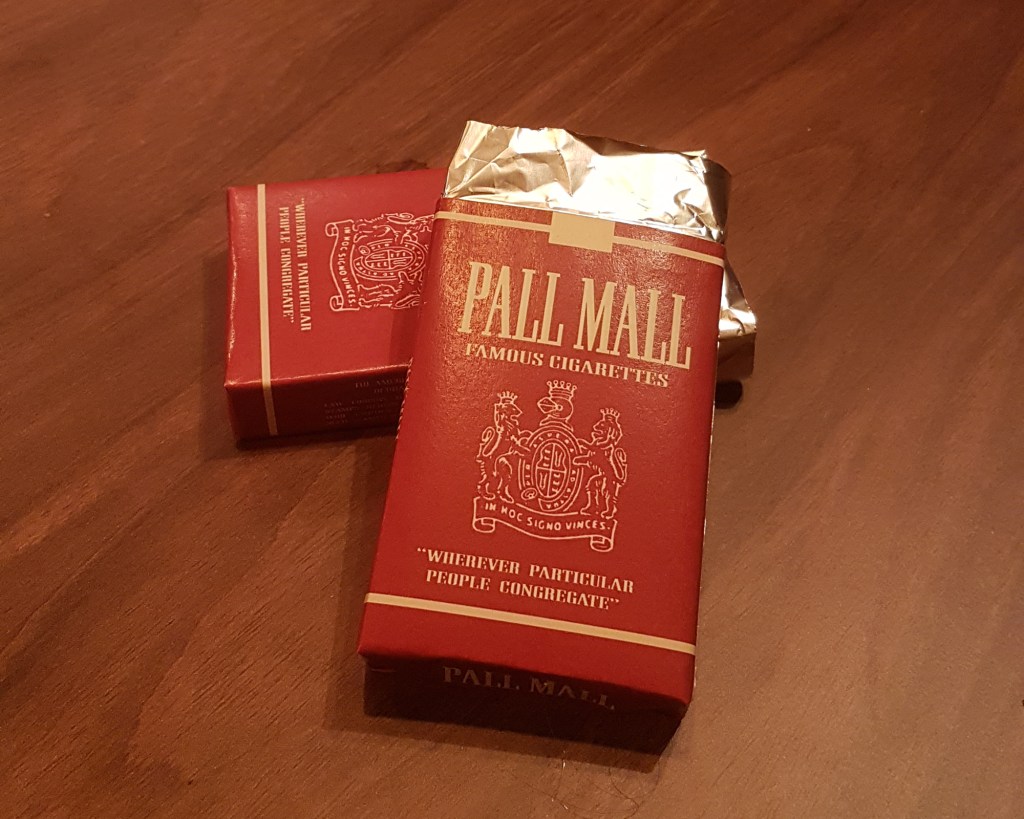 PALL MALL
FAMOUS CIGARETTES
IN HOC SIGNO VINCES
"WHEREVER PARTICULAR
PEOPLE CONGREGATE"
PALL MALL
"WHEREVER PARTICULAR
PEOPLE CONGREGATE"
IN HOC SIGNO VINCES